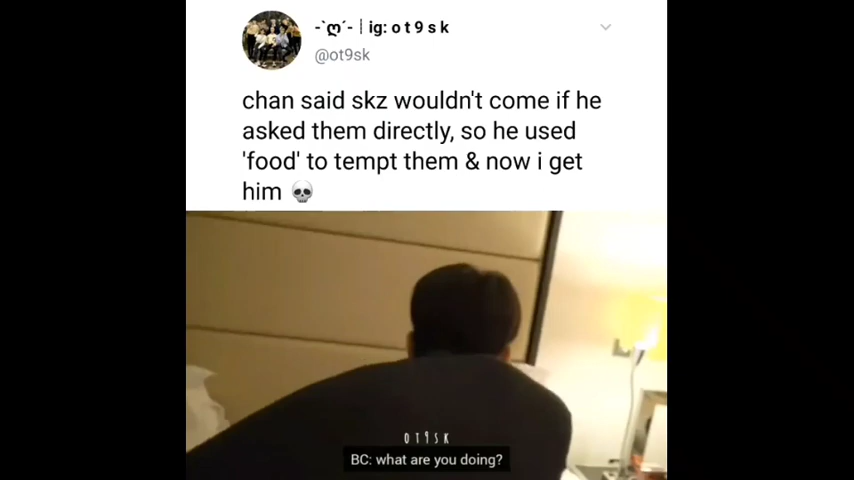 -`ღ´-┊ig: o t 9 s k
@ot9sk
chan said skz wouldn't come if he
asked them directly, so he used
'food' to tempt them & now i get
him 💀
OT9SK
BC: what are you doing?